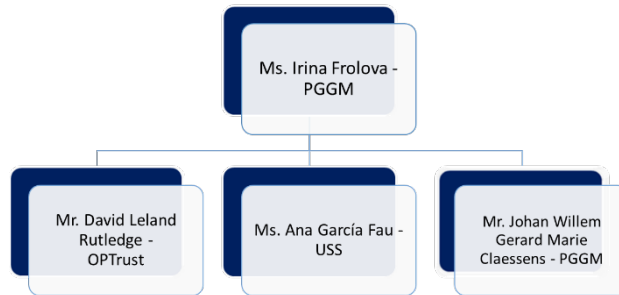 Ms. Irina Frolova -
PGGM
Mr. David Leland
Rutledge -
OPTrust
Ms. Ana García Fau -
USS
Mr. Johan Willem
Gerard Marie
Claessens - PGGM